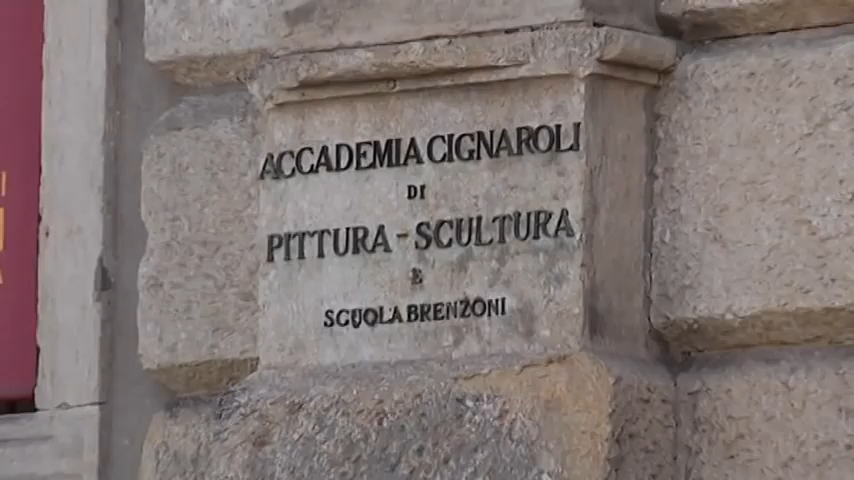 ACCADEMIA CIGNAROLI
DI
PITTURA - SCULTURA
E
SCUOLA BRENZONI